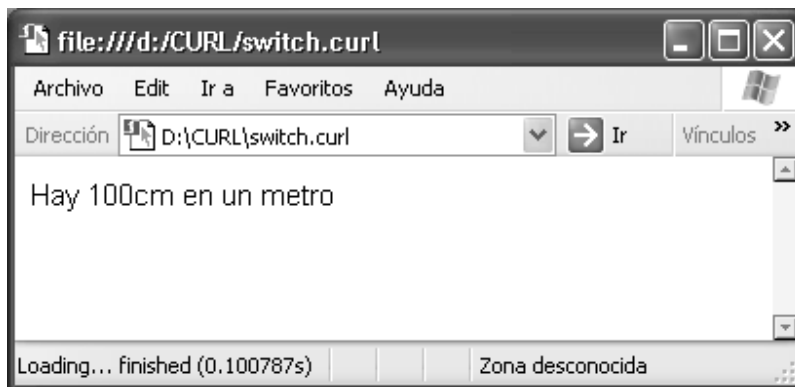 file:///d:/CURL/switch.curl
Archivo Edit Ir a Favoritos Ayuda
Dirección D:\CURL\switch.curl Ir Vínculos »
Hay 100cm en un metro
Loading... finished (0.100787s) Zona desconocida